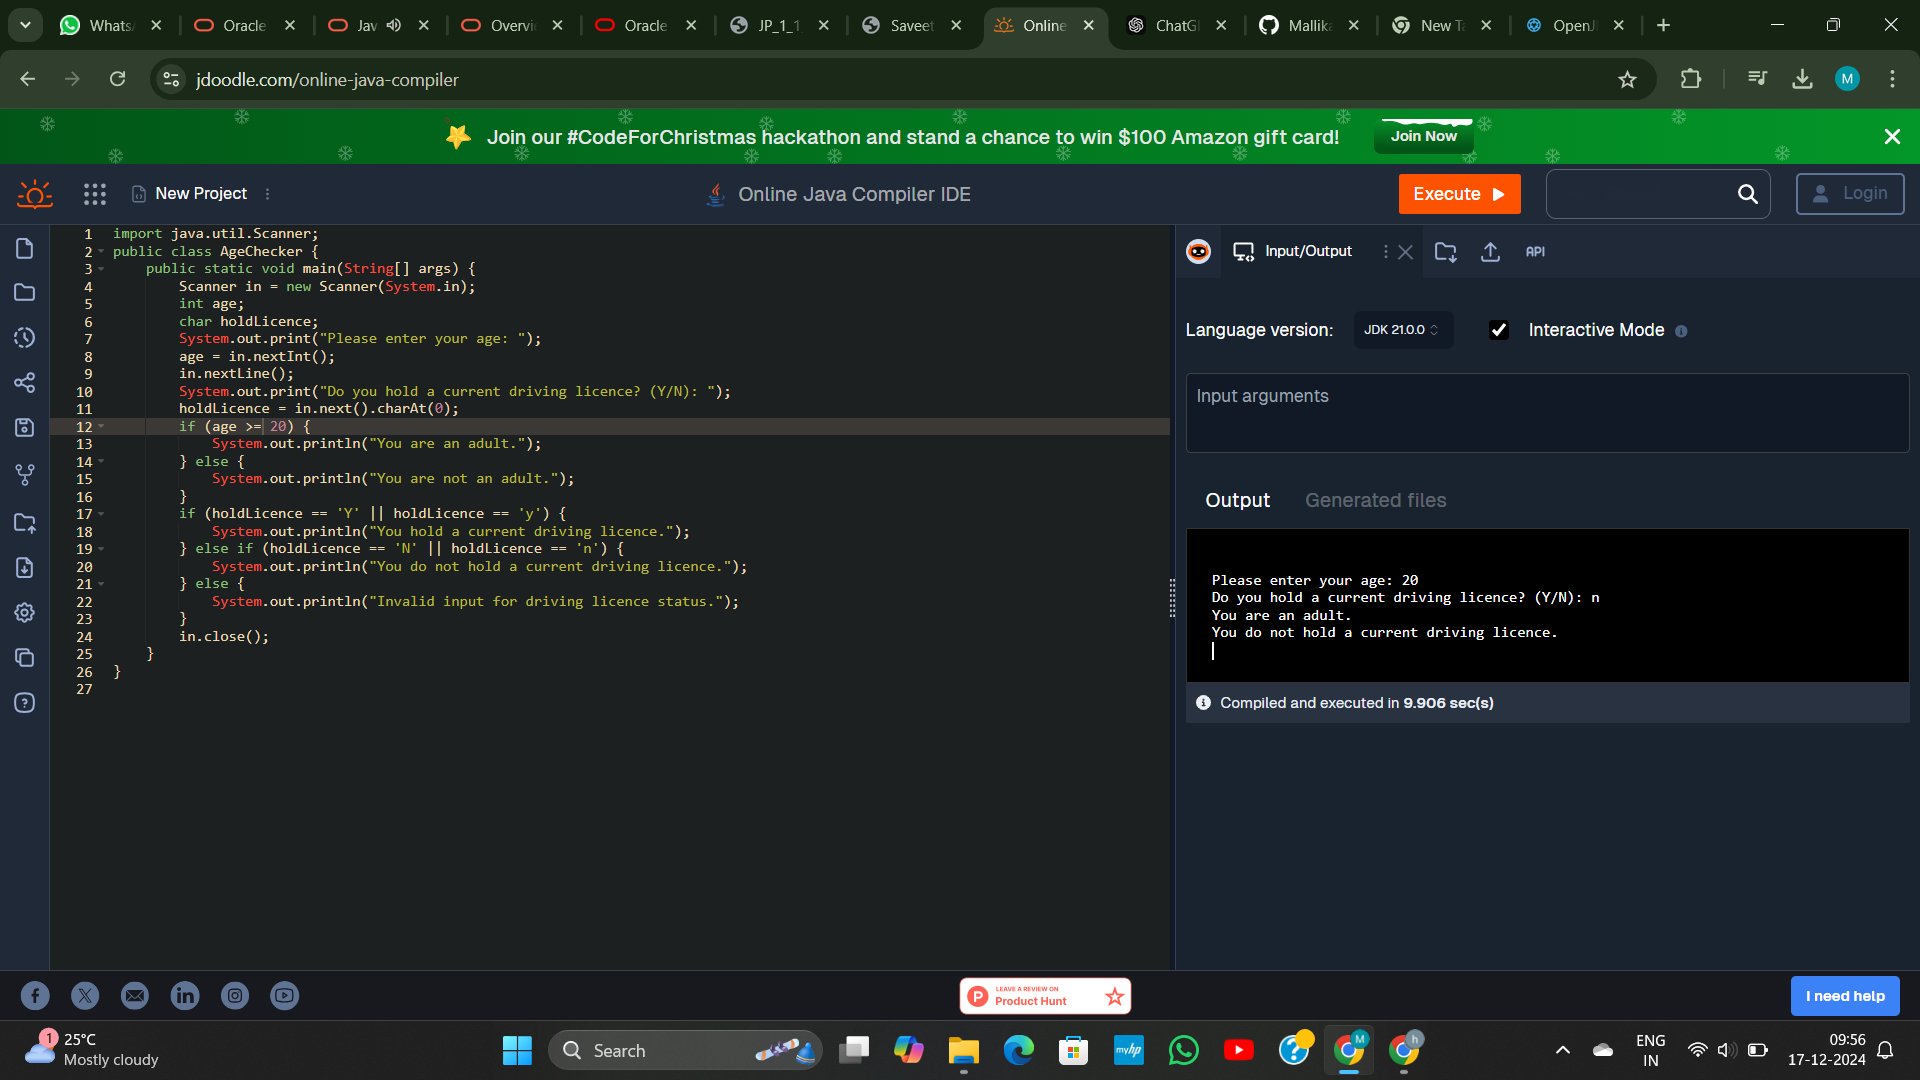 Whats
Oracle
Jav
Overvi
Oracle
JP_1_1_
Saveet
Online
ChatG
Mallika
New Ta
OpenJ
jdoodle.com/online-java-compiler
M
Join our #CodeForChristmas hackathon and stand a chance to win $100 Amazon gift card!
Join Now
New Project
Online Java Compiler IDE
Execute
Login
1 import java.util.Scanner;
2 public class AgeChecker {
3     public static void main(String[] args) {
4         Scanner in = new Scanner(System.in);
5         int age;
6         char holdLicence;
7         System.out.print("Please enter your age: ");
8         age = in.nextInt();
9         in.nextLine();
10         System.out.print("Do you hold a current driving licence? (Y/N): ");
11         holdLicence = in.next().charAt(0);
12         if (age >= 20) {
13             System.out.println("You are an adult.");
14         } else {
15             System.out.println("You are not an adult.");
16         }
17         if (holdLicence == 'Y' || holdLicence == 'y') {
18             System.out.println("You hold a current driving licence.");
19         } else if (holdLicence == 'N' || holdLicence == 'n') {
20             System.out.println("You do not hold a current driving licence.");
21         } else {
22             System.out.println("Invalid input for driving licence status.");
23         }
24         in.close();
25     }
26 }
27
Input/Output
API
Language version:
JDK 21.0.0
Interactive Mode
Input arguments
Output
Generated files
Please enter your age: 20
Do you hold a current driving licence? (Y/N): n
You are an adult.
You do not hold a current driving licence.
Compiled and executed in 9.906 sec(s)
LEAVE A REVIEW ON
Product Hunt
I need help
1
25°C
Mostly cloudy
Search
myhp
M
h
ENG
IN
09:56
17-12-2024